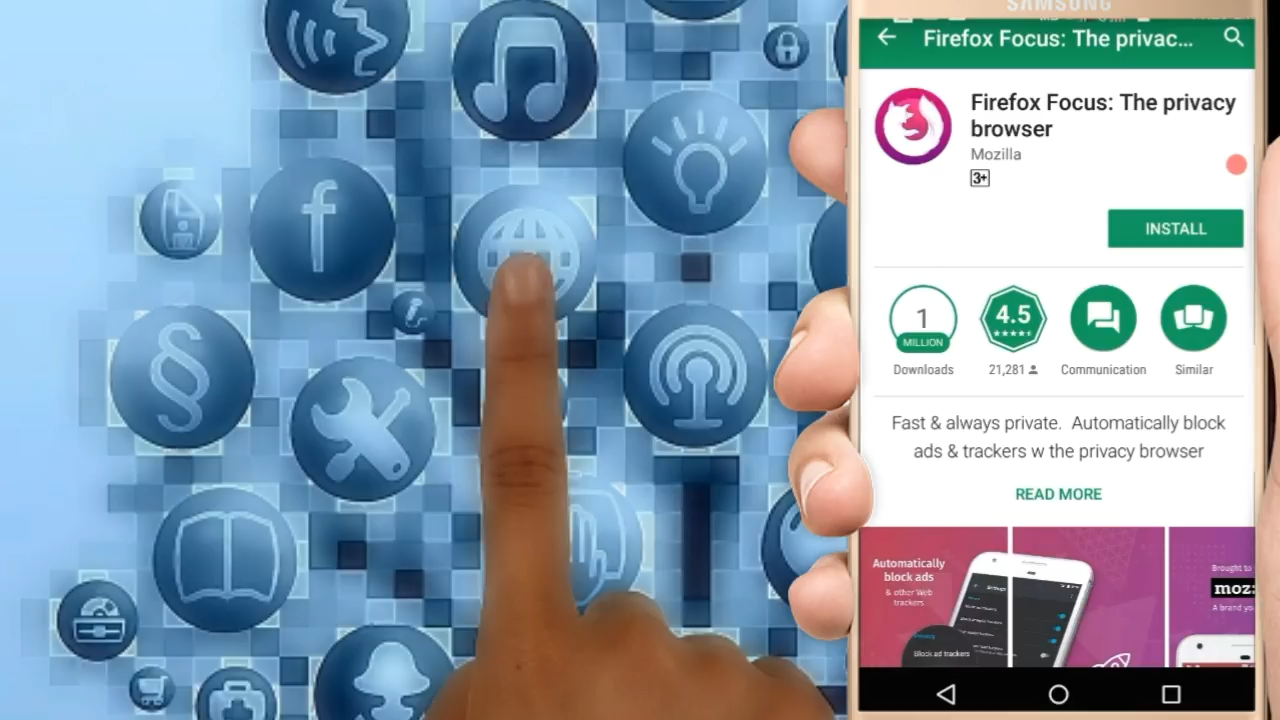 SAMSUNG
Firefox Focus: The privac...
Firefox Focus: The privacy
browser
Mozilla
3+
INSTALL
1
MILLION
Downloads
4.5
21,281
Communication
Similar
Fast & always private. Automatically block
ads & trackers w the privacy browser
READ MORE
Automatically
block ads
& other Web
trackers
Block ad trackers
Brought to
moz:
A brand yo
f
§